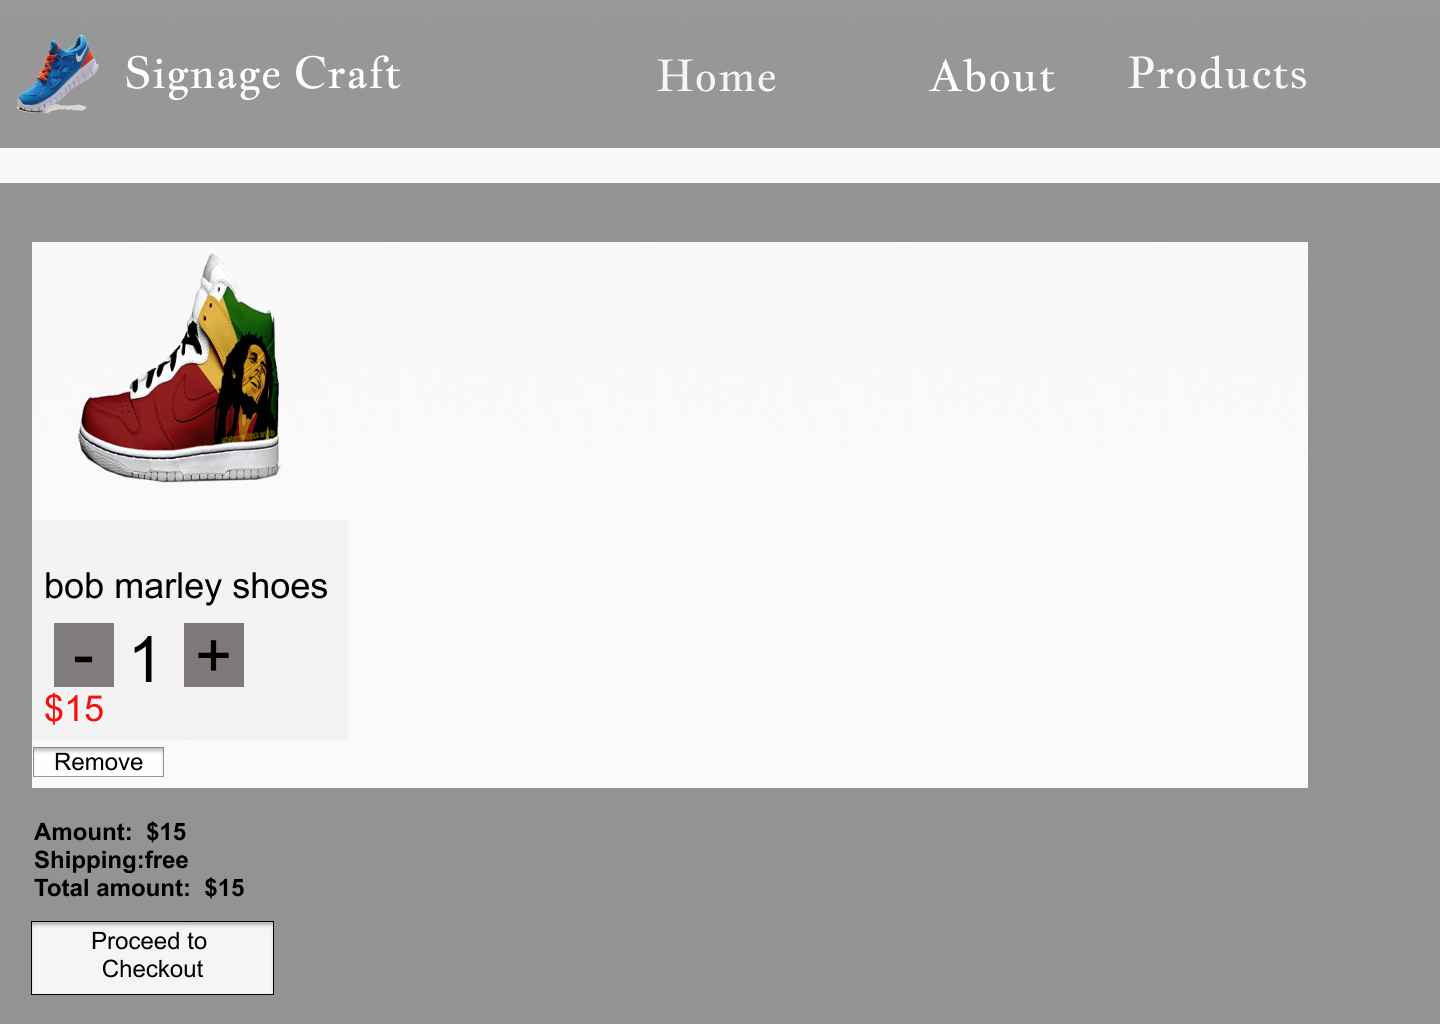 Signage Craft Home About Products
bob marley shoes
- 1 +
$15
Remove
Amount: $15
Shipping:free
Total amount: $15
Proceed to
Checkout